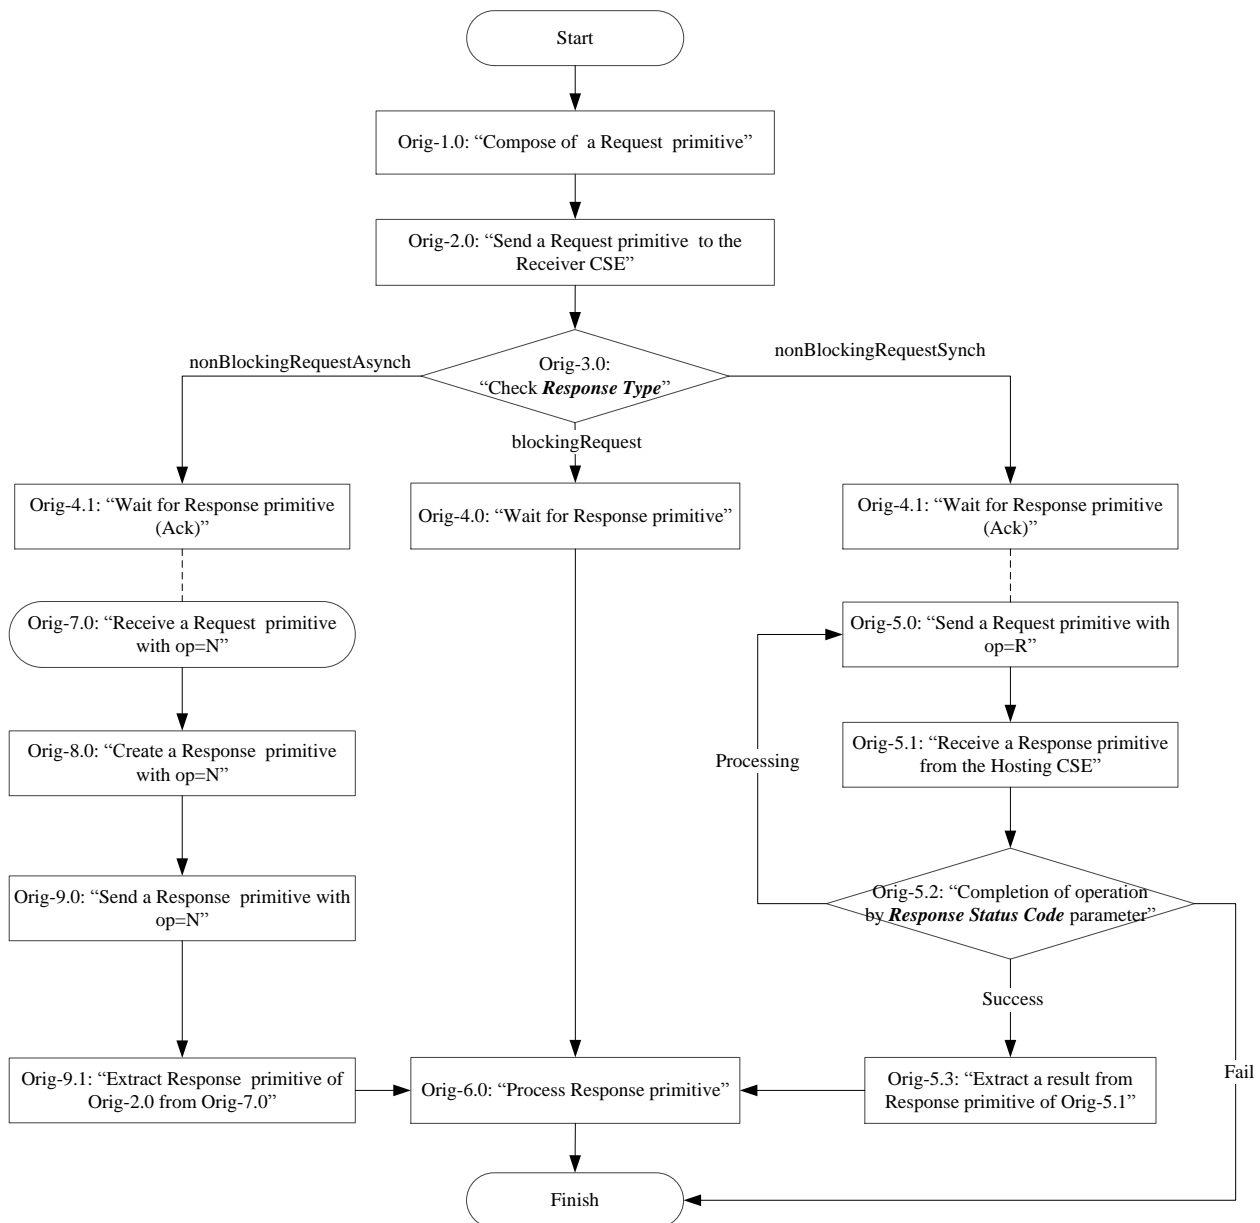 Start
Orig-1.0: “Compose of  a Request  primitive”
Orig-2.0: “Send a Request primitive  to the
Receiver CSE”
nonBlockingRequestAsynch
nonBlockingRequestSynch
Orig-3.0:
“Check Response Type”
blockingRequest
Orig-4.1: “Wait for Response primitive
(Ack)”
Orig-4.0: “Wait for Response primitive”
Orig-4.1: “Wait for Response primitive
(Ack)”
Orig-7.0: “Receive a Request  primitive
with op=N”
Orig-5.0: “Send a Request primitive with
op=R”
Orig-8.0: “Create a Response  primitive
with op=N”
Processing
Orig-5.1: “Receive a Response primitive
from the Hosting CSE”
Orig-9.0: “Send a Response  primitive with
op=N”
Orig-5.2: “Completion of operation
by Response Status Code parameter”
Success
Orig-9.1: “Extract Response  primitive of
Orig-2.0 from Orig-7.0”
Orig-6.0: “Process Response primitive”
Orig-5.3: “Extract a result from
Response primitive of Orig-5.1”
Fail
Finish